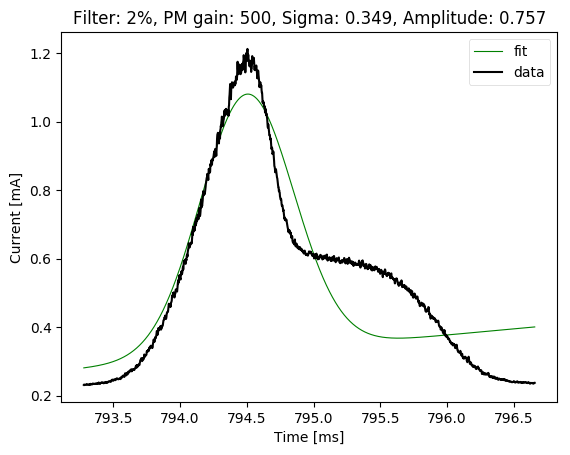 Filter: 2%, PM gain: 500, Sigma: 0.349, Amplitude: 0.757
fit
data
1.2
1.0
0.8
0.6
0.4
0.2
Current [mA]
793.5 794.0 794.5 795.0 795.5 796.0 796.5
Time [ms]